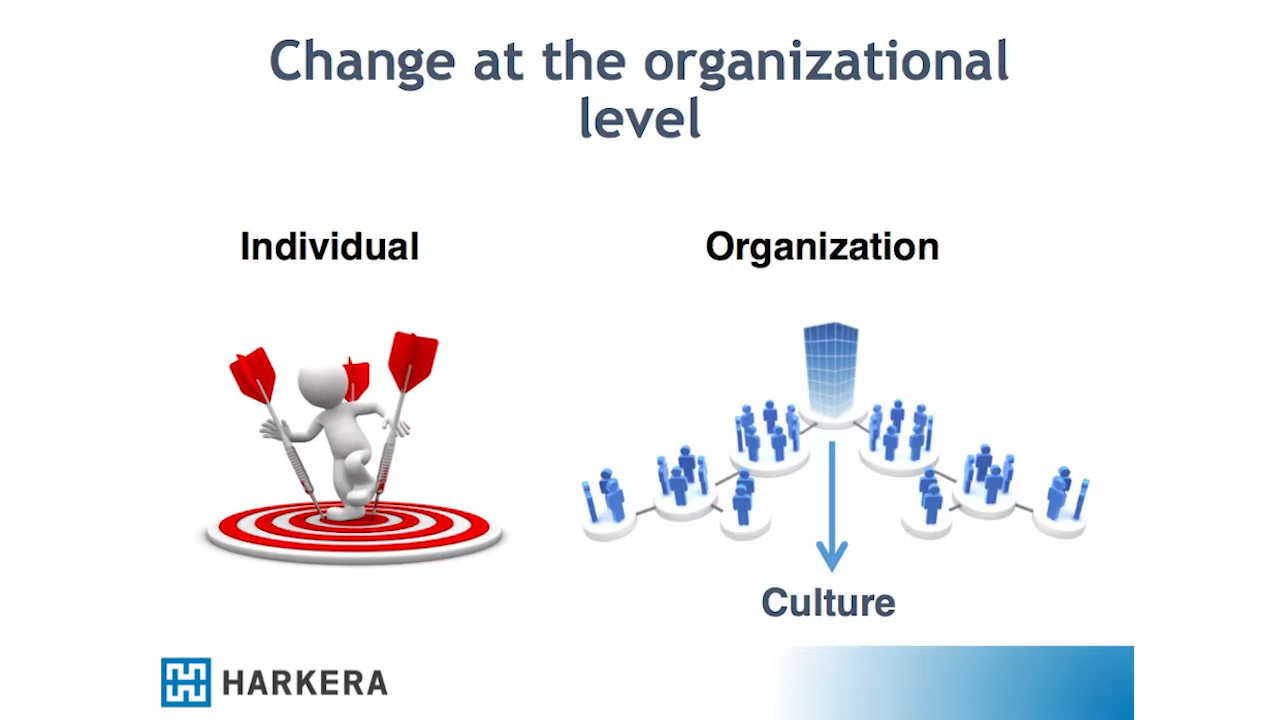 Change at the organizational
level
Individual
Organization
Culture
HARKERA